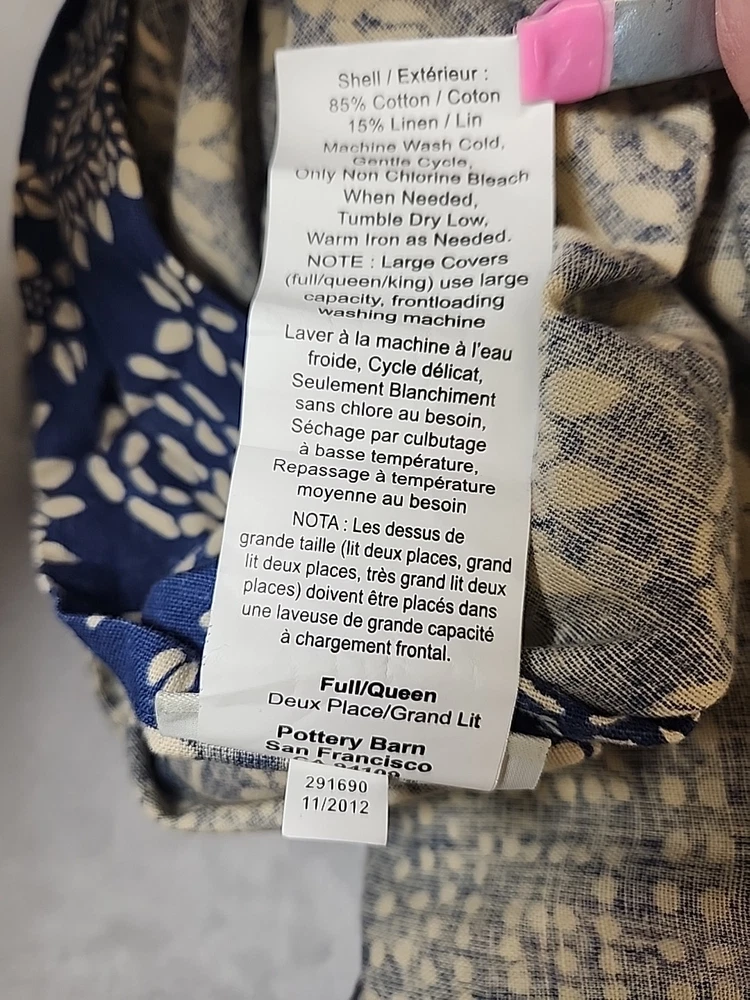 Shell / Extérieur :
85% Cotton / Coton
15% Linen / Lin
Machine Wash Cold,
Gentle Cycle,
Only Non Chlorine Bleach
When Needed,
Tumble Dry Low,
Warm Iron as Needed.
NOTE : Large Covers
(full/queen/king) use large
capacity, frontloading
washing machine
Laver à la machine à l'eau
froide, Cycle délicat,
Seulement Blanchiment
sans chlore au besoin,
Séchage par culbutage
à basse température,
Repassage à température
moyenne au besoin
NOTA : Les dessus de
grande taille (lit deux places, grand
lit deux places, très grand lit deux
places) doivent être placés dans
une laveuse de grande capacité
à chargement frontal.
Full/Queen
Deux Place/Grand Lit
Pottery Barn
San Francisco
CA 94109
291690
11/2012